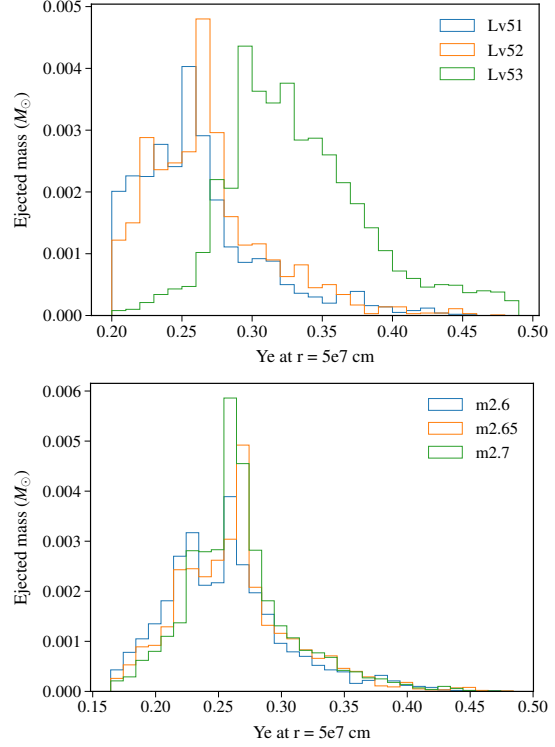 0.005
Lv51
Lv52
Lv53
0.004
0.003
0.002
0.001
0.000
Ejected mass (M☉)
0.20 0.25 0.30 0.35 0.40 0.45 0.50
Ye at r = 5e7 cm
0.006
m2.6
m2.65
m2.7
0.005
0.004
0.003
0.002
0.001
0.000
Ejected mass (M☉)
0.15 0.20 0.25 0.30 0.35 0.40 0.45 0.50
Ye at r = 5e7 cm